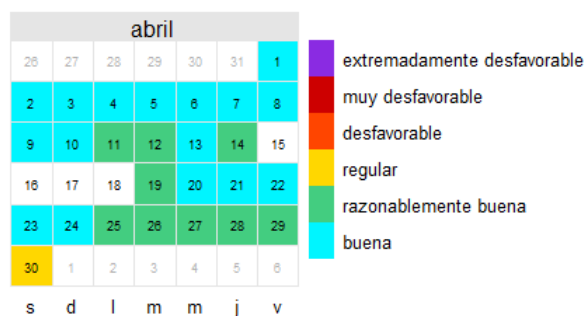 abril
26 27 28 29 30 31 1
2 3 4 5 6 7 8
9 10 11 12 13 14 15
16 17 18 19 20 21 22
23 24 25 26 27 28 29
30 1 2 3 4 5 6
s d l m m j v
extremadamente desfavorable
muy desfavorable
desfavorable
regular
razonablemente buena
buena